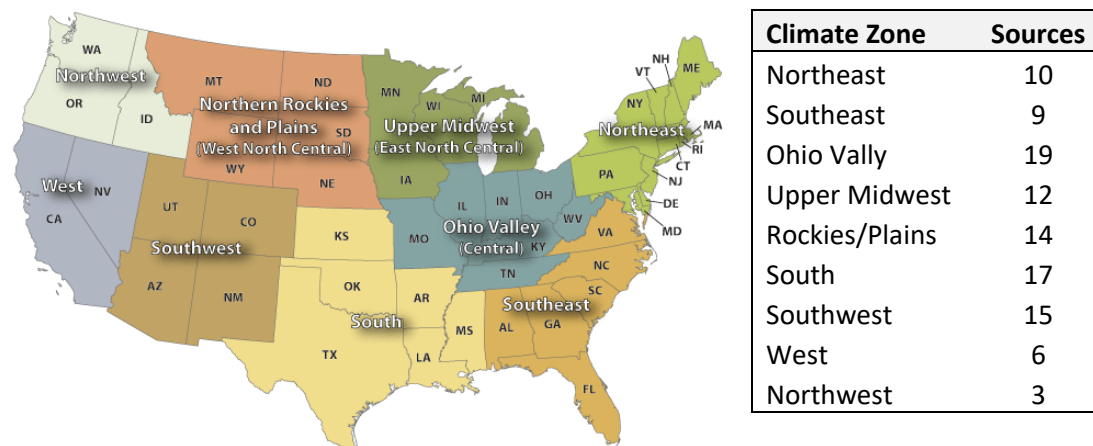 WA
Northwest
OR
ID
MT
ND
Northern Rockies
and Plains
(West North Central)
SD
WY
NE
MN
WI
MI
Upper Midwest
(East North Central)
IA
NH
VT
ME
NY
Northeast
MA
RI
CT
PA
NJ
DE
MD
West
NV
CA
UT
CO
Southwest
AZ
NM
KS
OK
AR
South
TX
LA
MS
IL
IN
OH
WV
Ohio Valley
(Central)
MO
KY
TN
VA
NC
SC
Southeast
AL
GA
FL
Climate Zone Sources
Northeast 10
Southeast 9
Ohio Vally 19
Upper Midwest 12
Rockies/Plains 14
South 17
Southwest 15
West 6
Northwest 3